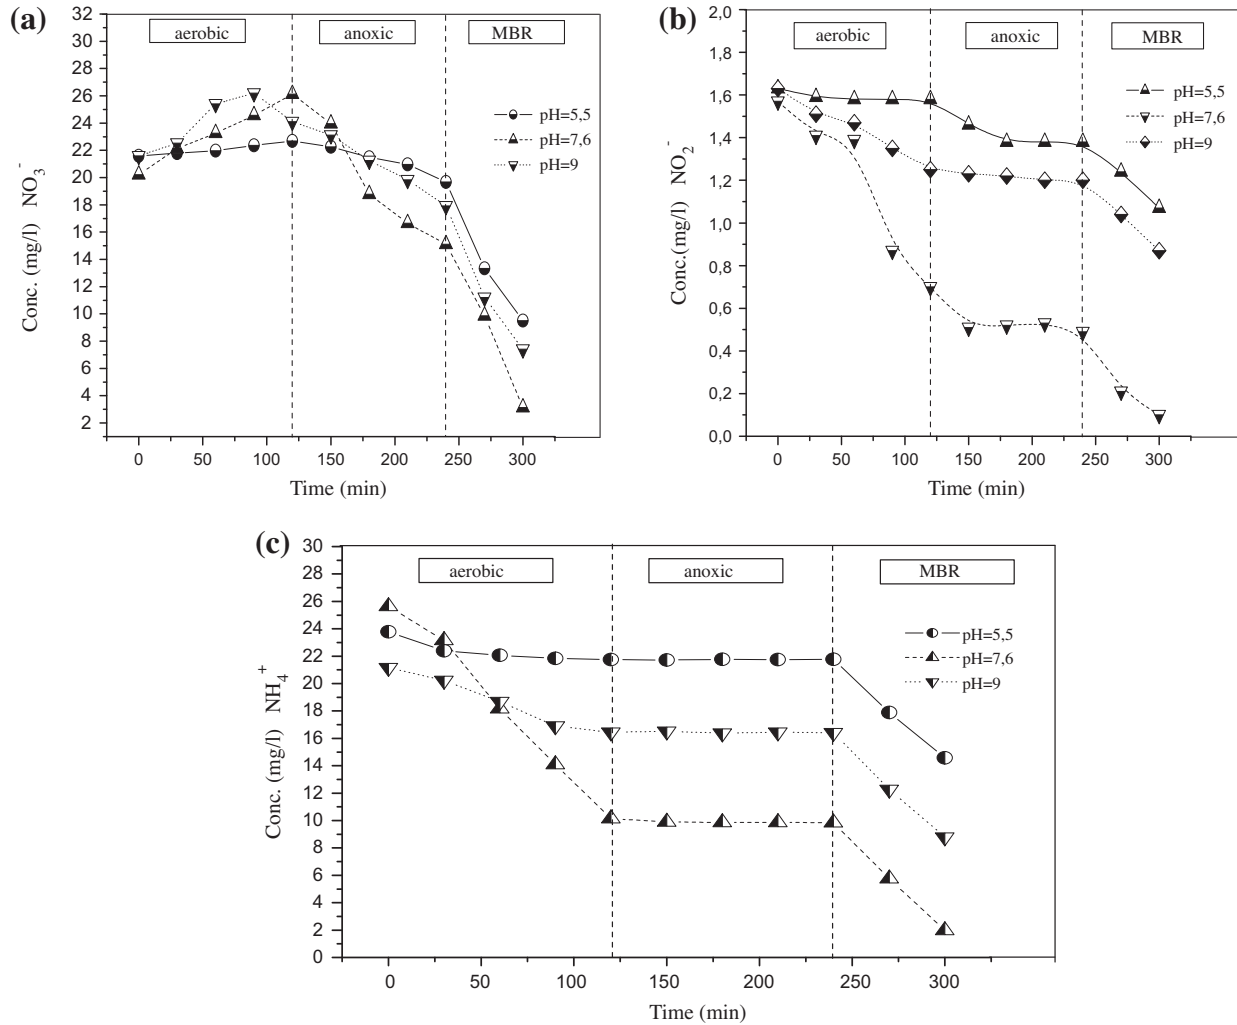 (a)
aerobic
anoxic
MBR
pH=5,5
pH=7,6
pH=9
32
30
28
26
24
22
20
18
16
14
12
10
8
6
4
2
Conc. (mg/l) NO3-
0
50
100
150
200
250
300
Time (min)
(b)
aerobic
anoxic
MBR
pH=5,5
pH=7,6
pH=9
2,0
1,8
1,6
1,4
1,2
1,0
0,8
0,6
0,4
0,2
0,0
Conc.(mg/l) NO2-
0
50
100
150
200
250
300
Time (min)
(c)
aerobic
anoxic
MBR
pH=5,5
pH=7,6
pH=9
30
28
26
24
22
20
18
16
14
12
10
8
6
4
2
0
Conc. (mg/l) NH4+
0
50
100
150
200
250
300
Time (min)